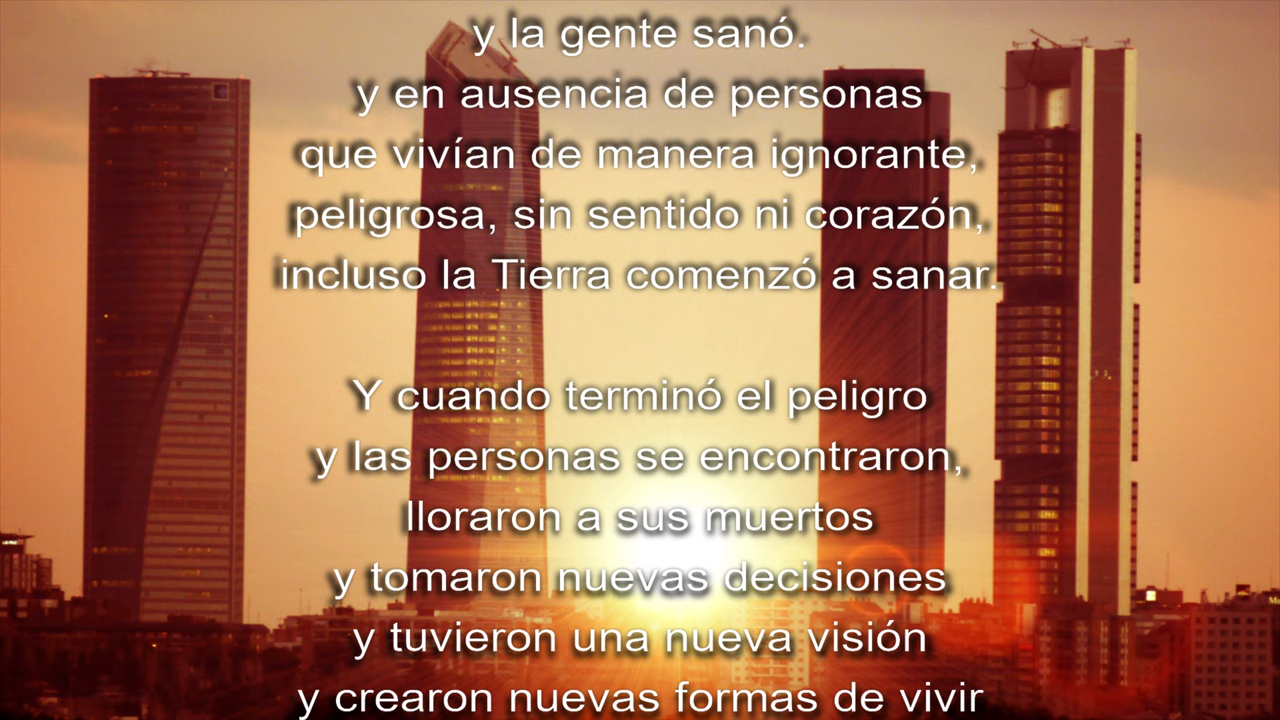 y la gente sanó.
y en ausencia de personas
que vivían de manera ignorante,
peligrosa, sin sentido ni corazón,
incluso la Tierra comenzó a sanar.
Y cuando terminó el peligro
y las personas se encontraron,
lloraron a sus muertos
y tomaron nuevas decisiones
y tuvieron una nueva visión
y crearon nuevas formas de vivir